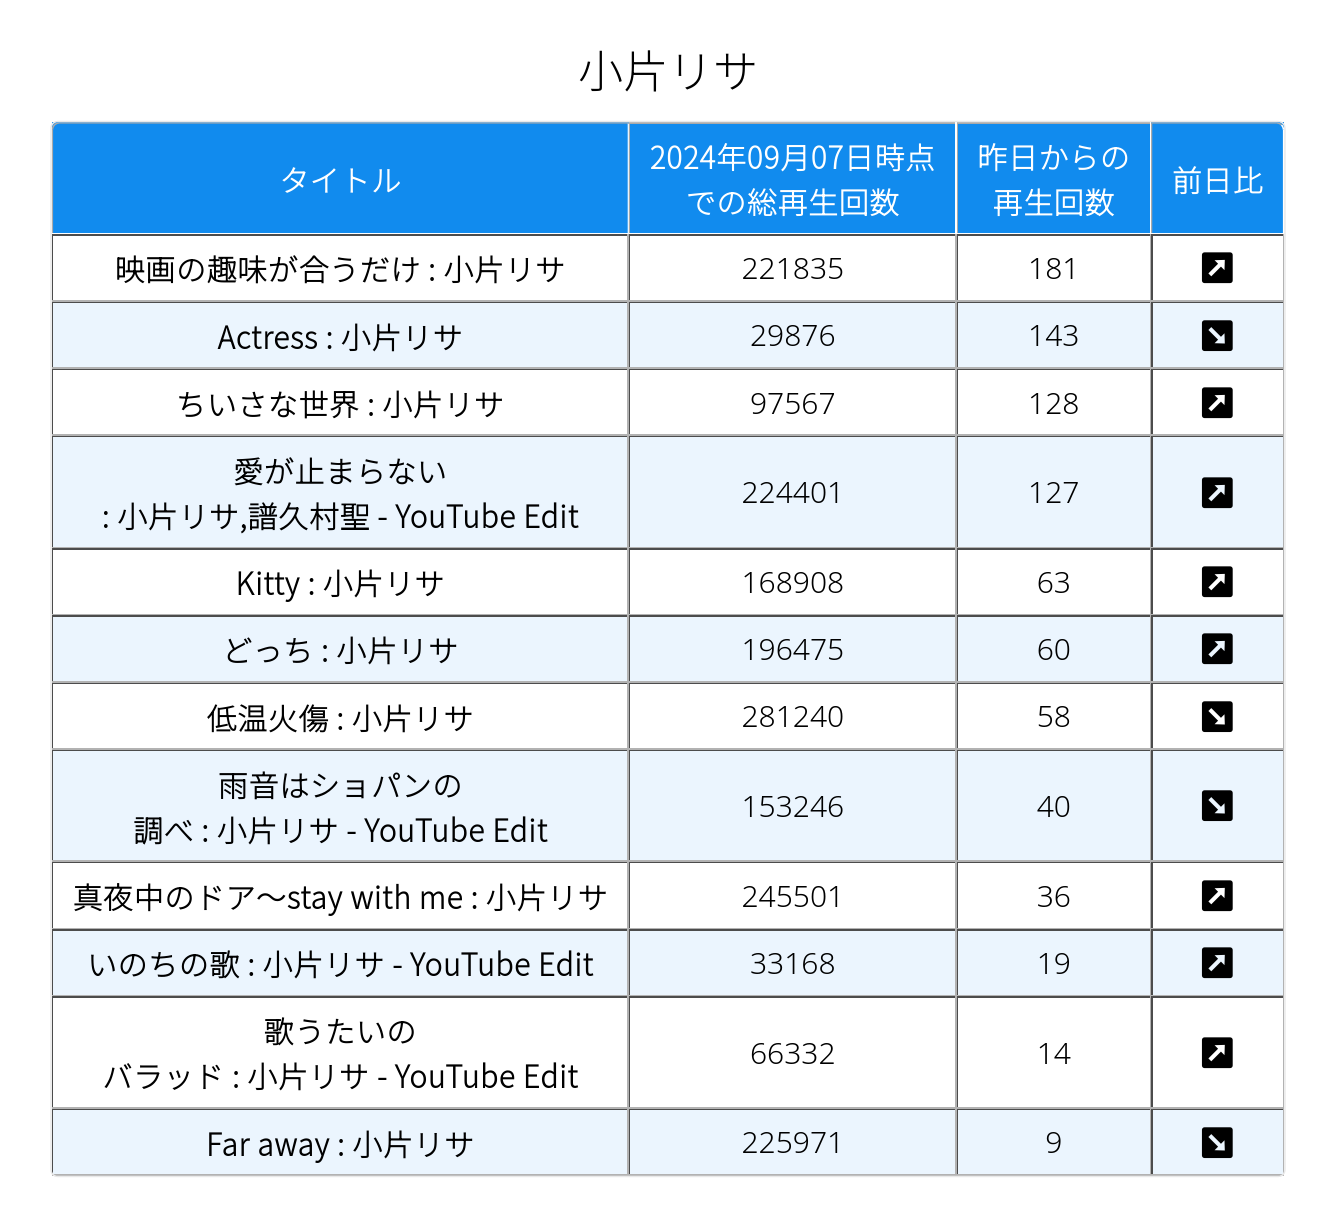 小片リサ
タイトル
2024年09月07日時点
での総再生回数
昨日からの
再生回数
前日比
映画の趣味が合うだけ : 小片リサ 221835 181
Actress : 小片リサ 29876 143
ちいさな世界 : 小片リサ 97567 128
愛が止まらない
: 小片リサ,譜久村聖 - YouTube Edit 224401 127
Kitty : 小片リサ 168908 63
どっち : 小片リサ 196475 60
低温火傷 : 小片リサ 281240 58
雨音はショパンの
調べ : 小片リサ - YouTube Edit 153246 40
真夜中のドア〜stay with me : 小片リサ 245501 36
いのちの歌 : 小片リサ - YouTube Edit 33168 19
歌うたいの
バラッド : 小片リサ - YouTube Edit 66332 14
Far away : 小片リサ 225971 9